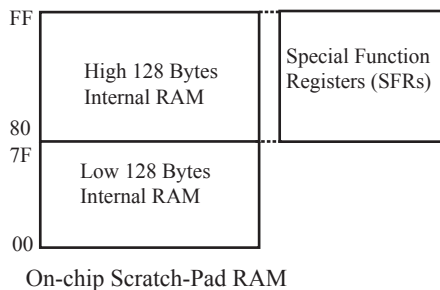 FF
High 128 Bytes
Internal RAM
Special Function
Registers (SFRs)
80
7F
Low 128 Bytes
Internal RAM
00
On-chip Scratch-Pad RAM